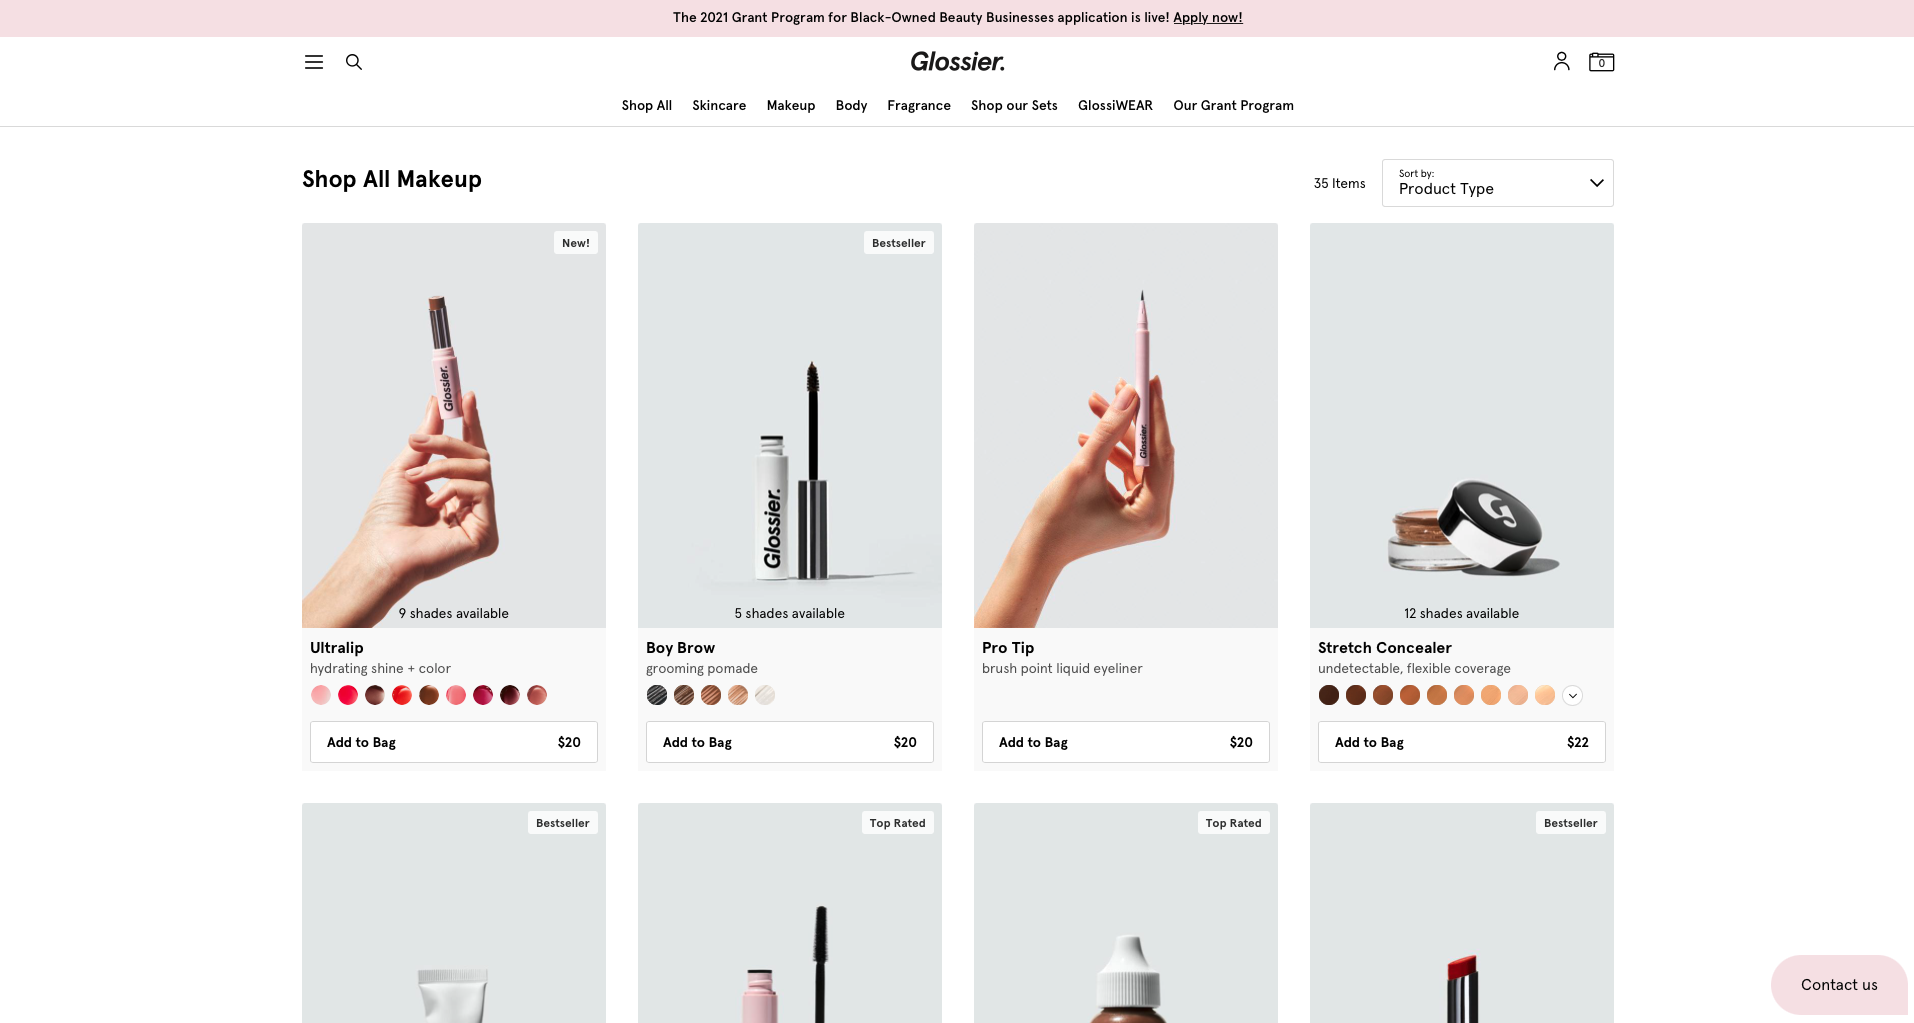 The 2021 Grant Program for Black-Owned Beauty Businesses application is live! Apply now!
Glossier.
0
Shop All Skincare Makeup Body Fragrance Shop our Sets GlossiWEAR Our Grant Program
Shop All Makeup
35 Items
Sort by:
Product Type
New!
Glossier.
9 shades available
Ultralip
hydrating shine + color
Add to Bag $20
Bestseller
Glossier.
5 shades available
Boy Brow
grooming pomade
Add to Bag $20
Glossier.
Pro Tip
brush point liquid eyeliner
Add to Bag $20
G.
12 shades available
Stretch Concealer
undetectable, flexible coverage
Add to Bag $22
Bestseller
Top Rated
Top Rated
Bestseller
Contact us